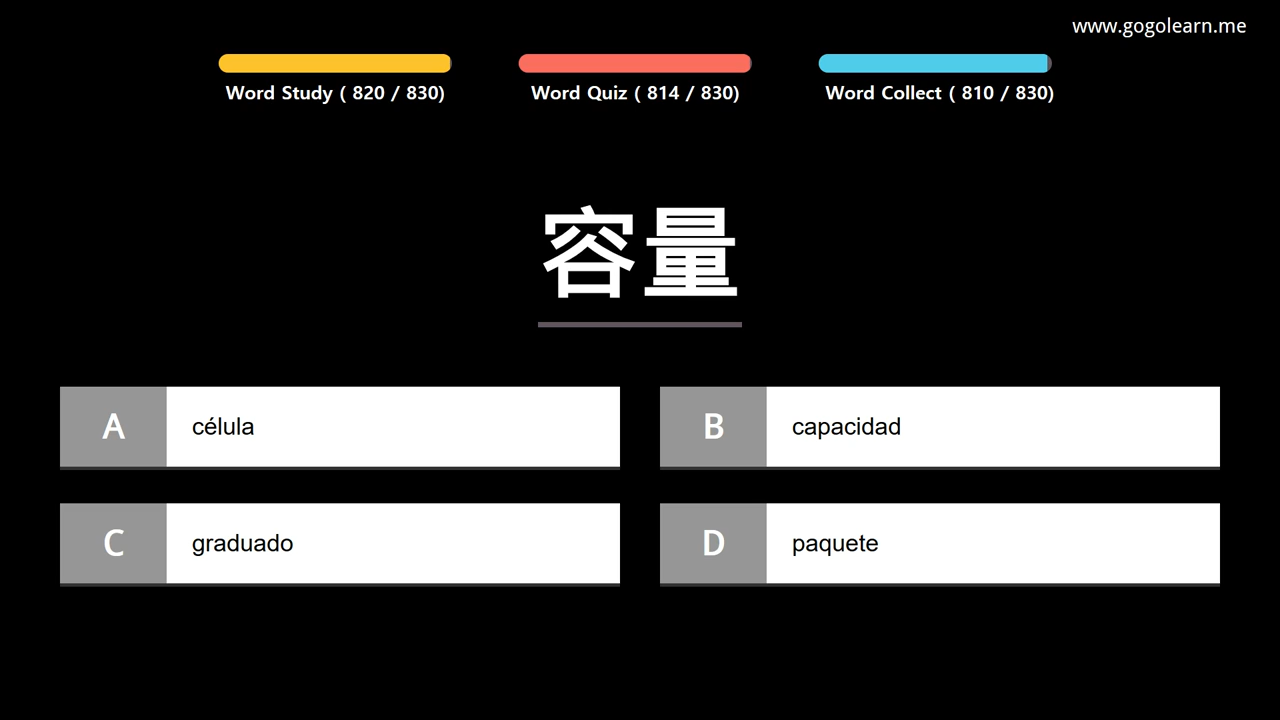 www.gogolearn.me
Word Study ( 820 / 830)
Word Quiz ( 814 / 830)
Word Collect ( 810 / 830)
容量
A
célula
B
capacidad
C
graduado
D
paquete